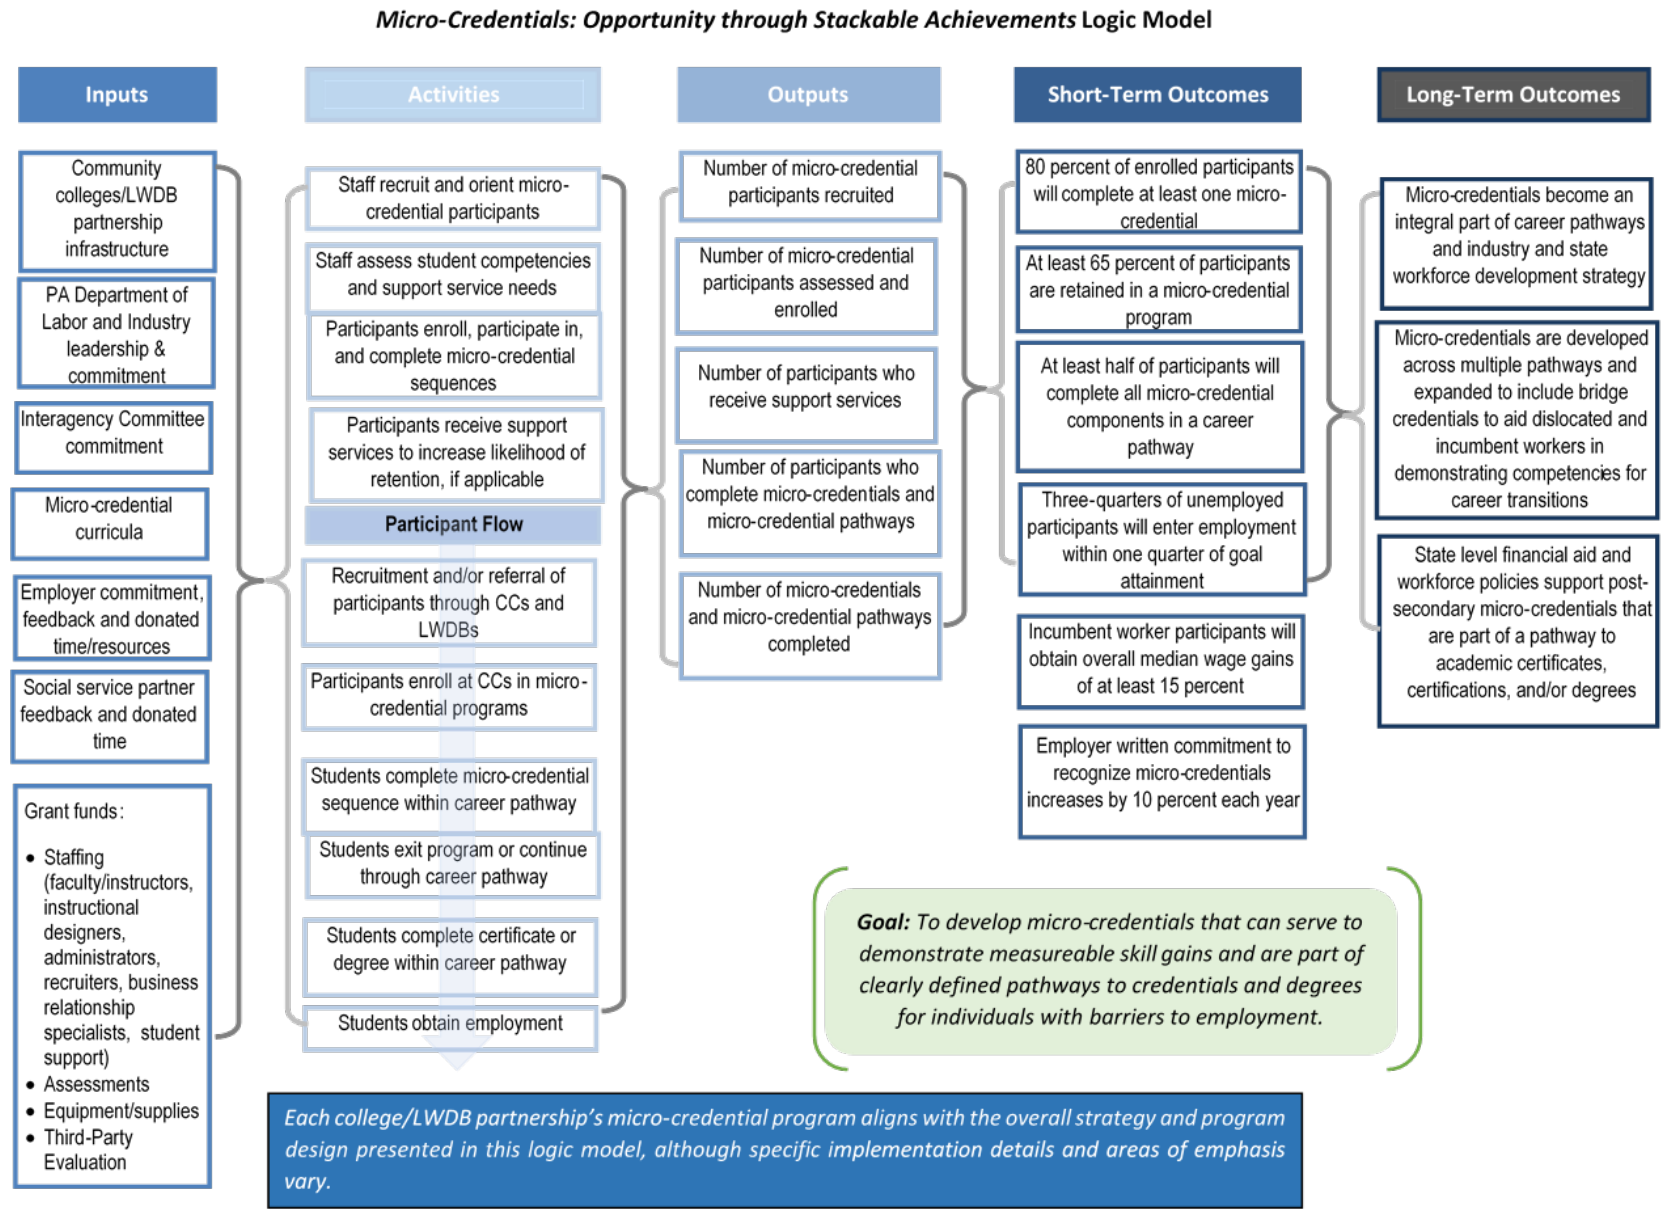 Micro-Credentials: Opportunity through Stackable Achievements Logic Model
Inputs
Community
colleges/LWDB
partnership
infrastructure
PA Department of
Labor and Industry
leadership &
commitment
Interagency Committee
commitment
Micro-credential
curricula
Employer commitment,
feedback and donated
time/resources
Social service partner
feedback and donated
time
Grant funds:
• Staffing
(faculty/instructors,
instructional
designers,
administrators,
recruiters, business
relationship
specialists, student
support)
• Assessments
• Equipment/supplies
• Third-Party
Evaluation
Activities
Staff recruit and orient micro-
credential participants
Staff assess student competencies
and support service needs
Participants enroll, participate in,
and complete micro-credential
sequences
Participants receive support
services to increase likelihood of
retention, if applicable
Participant Flow
Recruitment and/or referral of
participants through CCs and
LWDBs
Participants enroll at CCs in micro-
credential programs
Students complete micro-credential
sequence within career pathway
Students exit program or continue
through career pathway
Students complete certificate or
degree within career pathway
Students obtain employment
Outputs
Number of micro-credential
participants recruited
Number of micro-credential
participants assessed and
enrolled
Number of participants who
receive support services
Number of participants who
complete micro-credentials and
micro-credential pathways
Number of micro-credentials
and micro-credential pathways
completed
Short-Term Outcomes
80 percent of enrolled participants
will complete at least one micro-
credential
At least 65 percent of participants
are retained in a micro-credential
program
At least half of participants will
complete all micro-credential
components in a career
pathway
Three-quarters of unemployed
participants will enter employment
within one quarter of goal
attainment
Incumbent worker participants will
obtain overall median wage gains
of at least 15 percent
Employer written commitment to
recognize micro-credentials
increases by 10 percent each year
Long-Term Outcomes
Micro-credentials become an
integral part of career pathways
and industry and state
workforce development strategy
Micro-credentials are developed
across multiple pathways and
expanded to include bridge
credentials to aid dislocated and
incumbent workers in
demonstrating competencies for
career transitions
State level financial aid and
workforce policies support post-
secondary micro-credentials that
are part of a pathway to
academic certificates,
certifications, and/or degrees
Goal: To develop micro-credentials that can serve to
demonstrate measureable skill gains and are part of
clearly defined pathways to credentials and degrees
for individuals with barriers to employment.
Each college/LWDB partnership's micro-credential program aligns with the overall strategy and program
design presented in this logic model, although specific implementation details and areas of emphasis
vary.